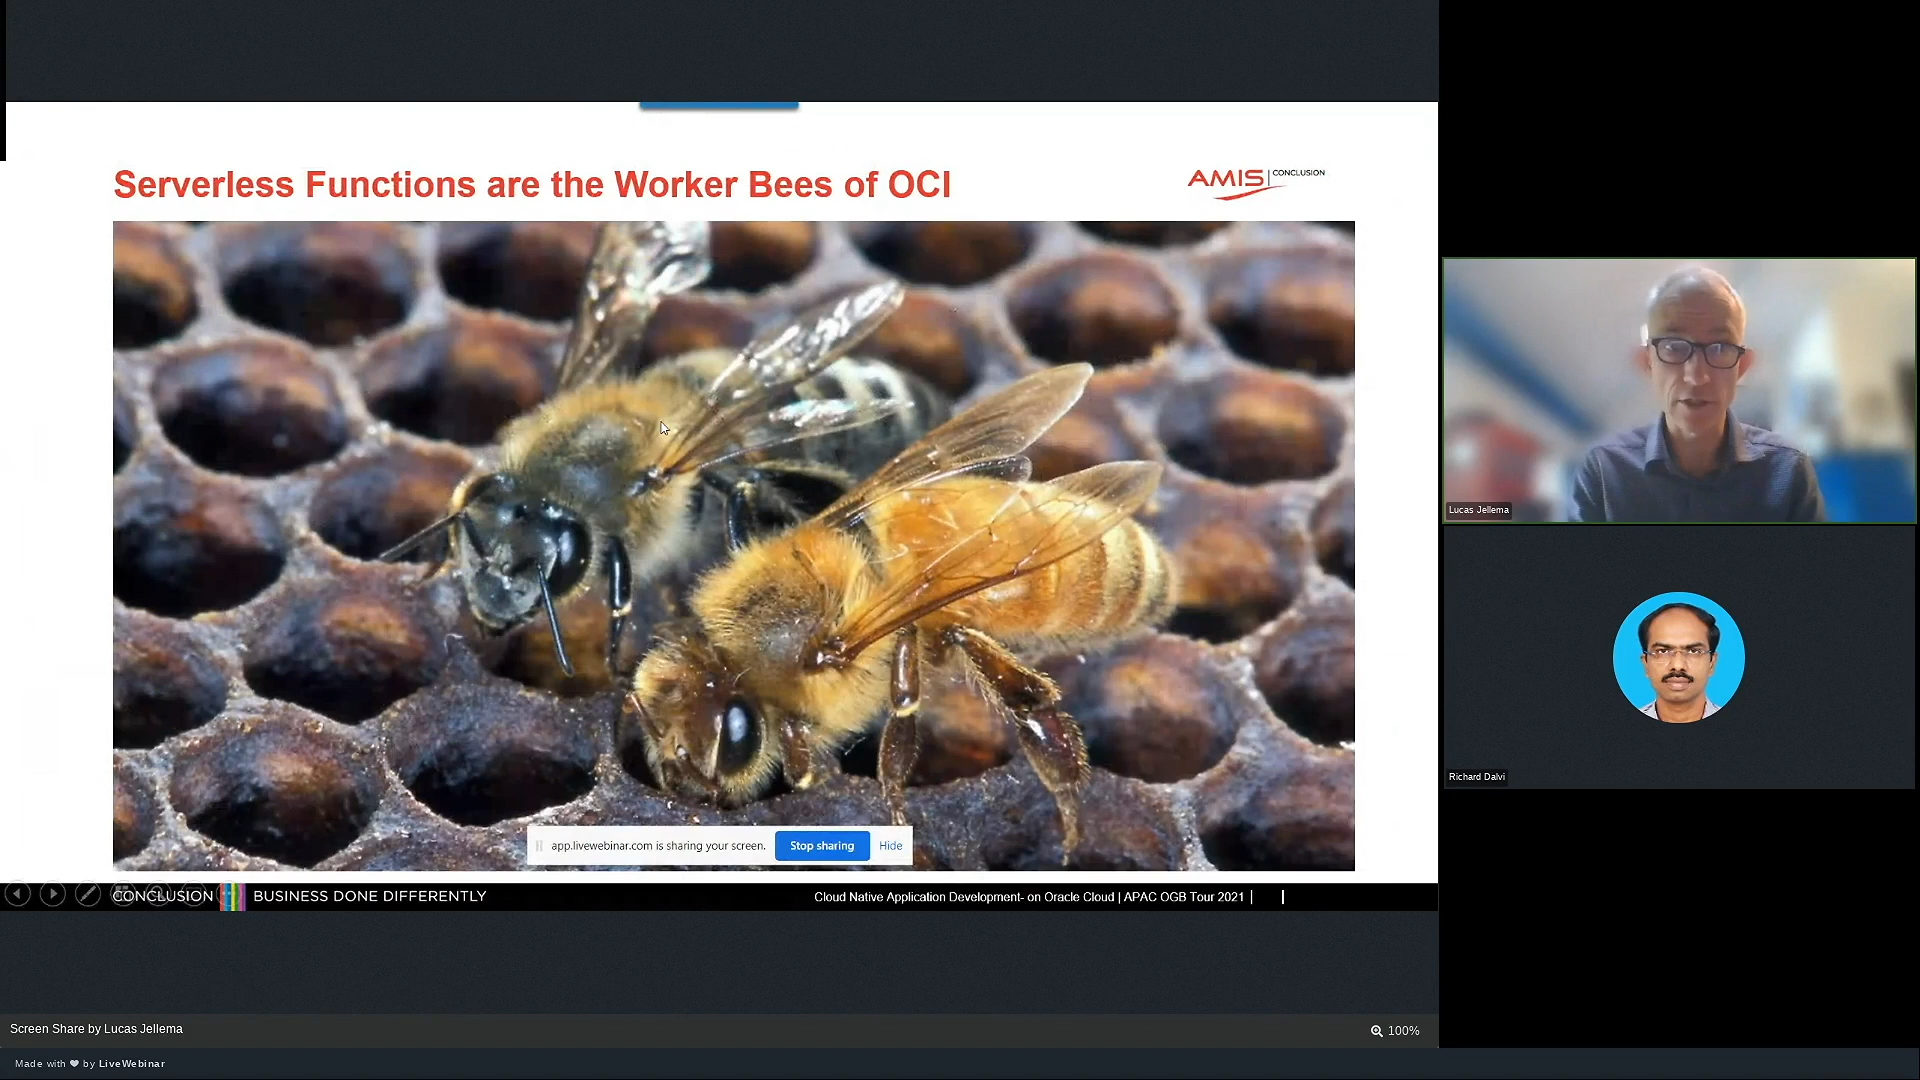 Serverless Functions are the Worker Bees of OCI
AMIS CONCLUSION
app.livewebinar.com is sharing your screen.
Stop sharing
Hide
CONCLUSION
BUSINESS DONE DIFFERENTLY
Cloud Native Application Development- on Oracle Cloud | APAC OGB Tour 2021 |
Lucas Jellema
Richard Dalvi
Screen Share by Lucas Jellema
100%
Made with ❤ by LiveWebinar